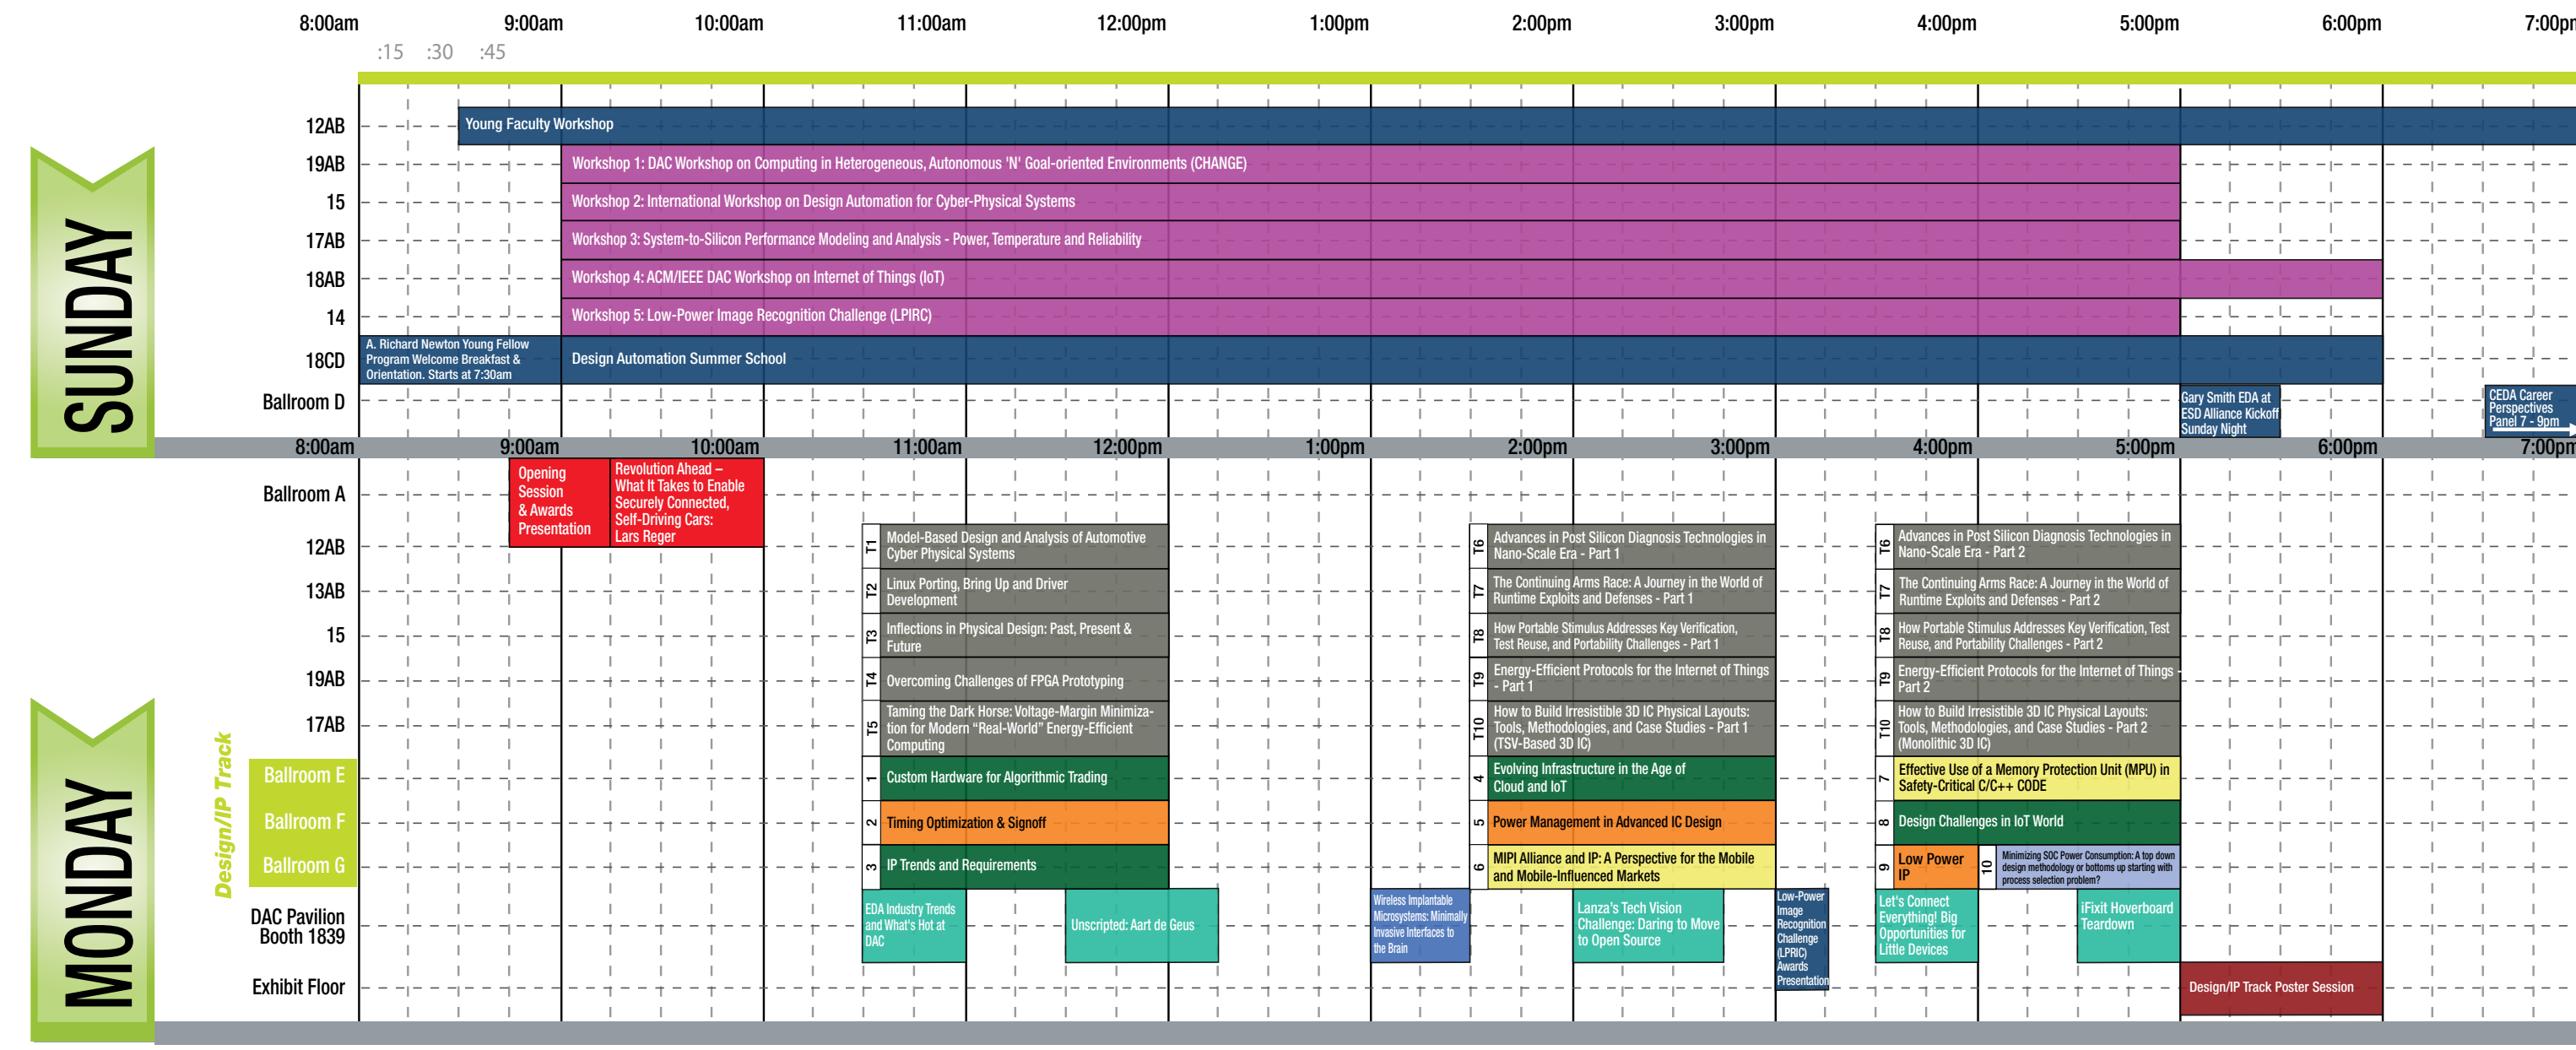 8:00am 9:00am 10:00am 11:00am 12:00pm 1:00pm 2:00pm 3:00pm 4:00pm 5:00pm 6:00pm 7:00pm
:15 :30 :45
SUNDAY
12AB
Young Faculty Workshop
19AB
Workshop 1: DAC Workshop on Computing in Heterogeneous, Autonomous 'N' Goal-oriented Environments (CHANGE)
15
Workshop 2: International Workshop on Design Automation for Cyber-Physical Systems
17AB
Workshop 3: System-to-Silicon Performance Modeling and Analysis - Power, Temperature and Reliability
18AB
Workshop 4: ACM/IEEE DAC Workshop on Internet of Things (IoT)
14
Workshop 5: Low-Power Image Recognition Challenge (LPIRC)
18CD
A. Richard Newton Young Fellow
Program Welcome Breakfast &
Orientation. Starts at 7:30am
Design Automation Summer School
Ballroom D
Gary Smith EDA at
ESD Alliance Kickoff
Sunday Night
CEDA Career
Perspectives
Panel 7 - 9pm
8:00am 9:00am 10:00am 11:00am 12:00pm 1:00pm 2:00pm 3:00pm 4:00pm 5:00pm 6:00pm 7:00pm
MONDAY
Ballroom A
Opening
Session
& Awards
Presentation
Revolution Ahead –
What It Takes to Enable
Securely Connected,
Self-Driving Cars:
Lars Reger
12AB
T1
Model-Based Design and Analysis of Automotive
Cyber Physical Systems
T6
Advances in Post Silicon Diagnosis Technologies in
Nano-Scale Era - Part 1
T6
Advances in Post Silicon Diagnosis Technologies in
Nano-Scale Era - Part 2
13AB
T2
Linux Porting, Bring Up and Driver
Development
T7
The Continuing Arms Race: A Journey in the World of
Runtime Exploits and Defenses - Part 1
T7
The Continuing Arms Race: A Journey in the World of
Runtime Exploits and Defenses - Part 2
15
T3
Inflections in Physical Design: Past, Present &
Future
T8
How Portable Stimulus Addresses Key Verification,
Test Reuse, and Portability Challenges - Part 1
T8
How Portable Stimulus Addresses Key Verification, Test
Reuse, and Portability Challenges - Part 2
19AB
T4
Overcoming Challenges of FPGA Prototyping
T9
Energy-Efficient Protocols for the Internet of Things
- Part 1
T9
Energy-Efficient Protocols for the Internet of Things -
Part 2
17AB
T5
Taming the Dark Horse: Voltage-Margin Minimiza-
tion for Modern “Real-World” Energy-Efficient
Computing
T10
How to Build Irresistible 3D IC Physical Layouts:
Tools, Methodologies, and Case Studies - Part 1
(TSV-Based 3D IC)
T10
How to Build Irresistible 3D IC Physical Layouts:
Tools, Methodologies, and Case Studies - Part 2
(Monolithic 3D IC)
Design/IP Track
Ballroom E
1
Custom Hardware for Algorithmic Trading
4
Evolving Infrastructure in the Age of
Cloud and IoT
7
Effective Use of a Memory Protection Unit (MPU) in
Safety-Critical C/C++ CODE
Ballroom F
2
Timing Optimization & Signoff
5
Power Management in Advanced IC Design
8
Design Challenges in IoT World
Ballroom G
3
IP Trends and Requirements
6
MIPI Alliance and IP: A Perspective for the Mobile
and Mobile-Influenced Markets
9
Low Power
IP
10
Minimizing SOC Power Consumption: A top down
design methodology or bottoms up starting with
process selection problem?
DAC Pavilion
Booth 1839
EDA Industry Trends
and What's Hot at
DAC
Unscripted: Aart de Geus
Wireless Implantable
Microsystems: Minimally
Invasive Interfaces to
the Brain
Lanza's Tech Vision
Challenge: Daring to Move
to Open Source
Low-Power
Image
Recognition
Challenge
(LPRIC)
Awards
Presentation
Let's Connect
Everything! Big
Opportunities for
Little Devices
iFixit Hoverboard
Teardown
Exhibit Floor
Design/IP Track Poster Session